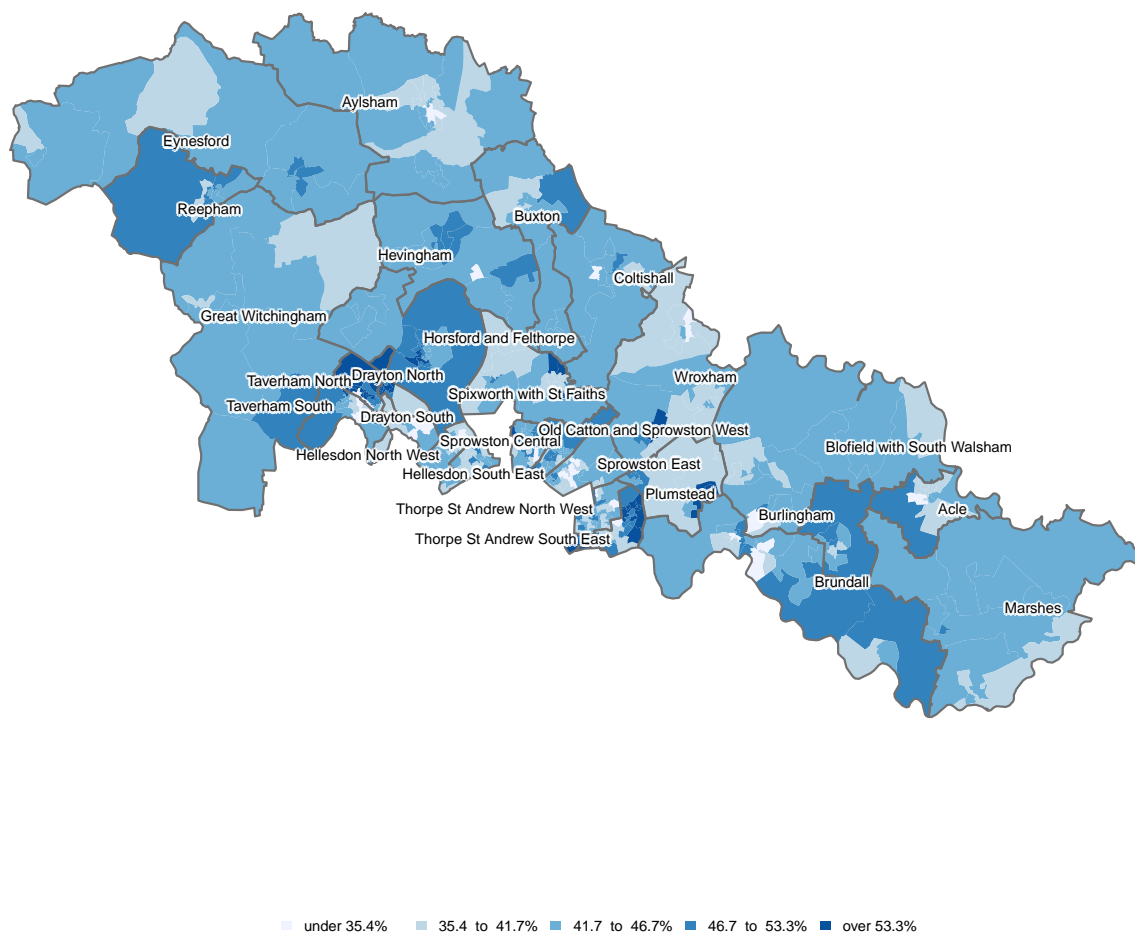 Aylsham
Eynesford
Reepham
Buxton
Hevingham
Coltishall
Great Witchingham
Horsford and Felthorpe
Taverham North
Drayton North
Wroxham
Spixworth with St Faiths
Taverham South
Drayton South
Old Catton and Sprowston West
Sprowston Central
Blofield with South Walsham
Hellesdon North West
Sprowston East
Hellesdon South East
Plumstead
Thorpe St Andrew North West
Burlingham
Acle
Thorpe St Andrew South East
Brundall
Marshes
under 35.4% 35.4 to 41.7% 41.7 to 46.7% 46.7 to 53.3% over 53.3%